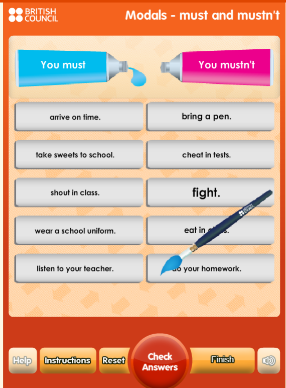 BRITISH
COUNCIL
Modals - must and mustn't
You must
You mustn't
arrive on time.
bring a pen.
take sweets to school.
cheat in tests.
shout in class.
fight.
wear a school uniform.
eat in
listen to your teacher.
your homework.
Help
Instructions
Reset
Check
Answers
Finish